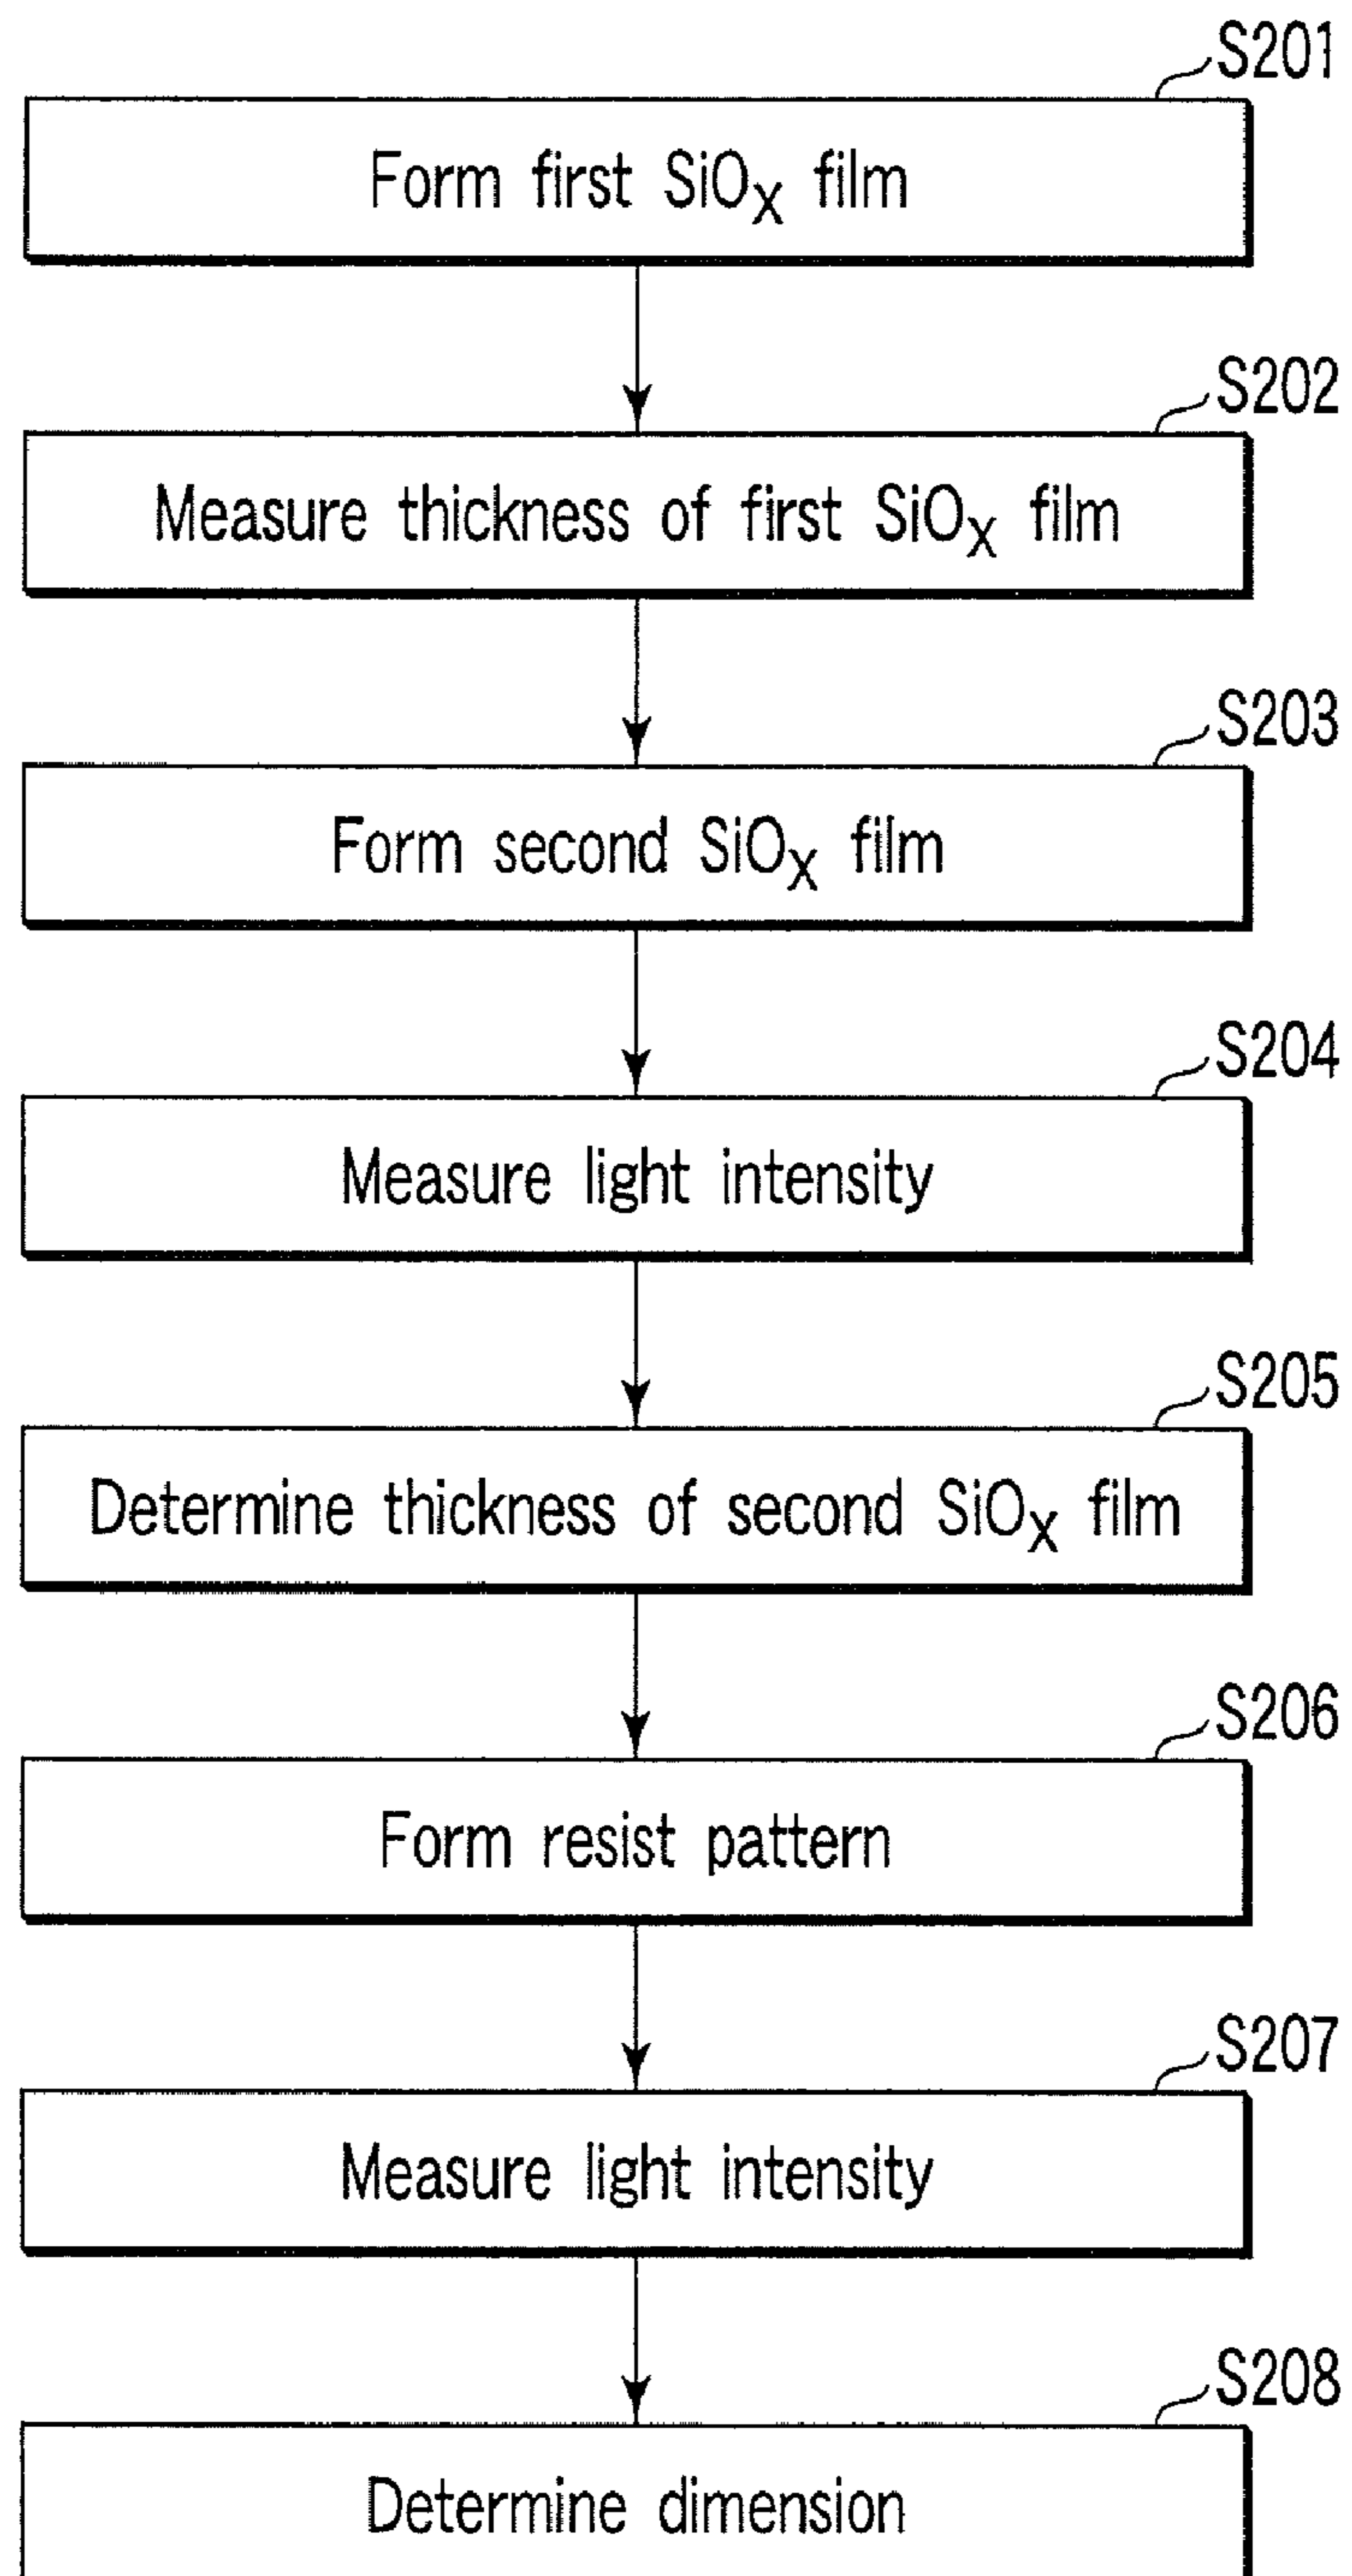 S201
Form first SiOX film
S202
Measure thickness of first SiOX film
S203
Form second SiOX film
S204
Measure light intensity
S205
Determine thickness of second SiOX film
S206
Form resist pattern
S207
Measure light intensity
S208
Determine dimension